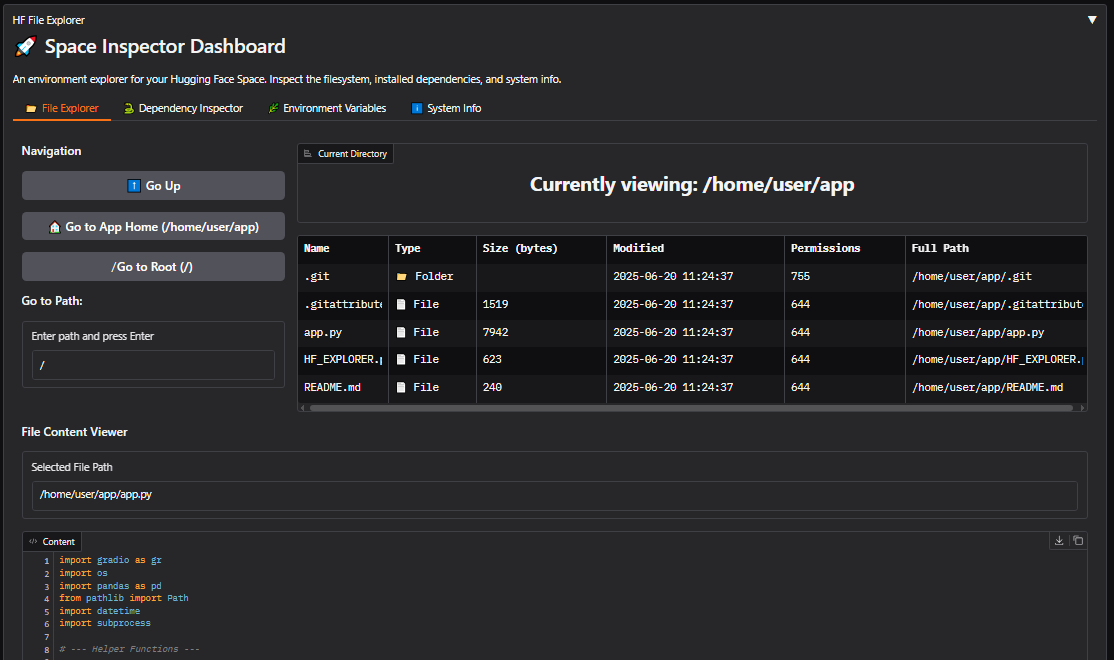 HF File Explorer
▼
🚀 Space Inspector Dashboard
An environment explorer for your Hugging Face Space. Inspect the filesystem, installed dependencies, and system info.
File Explorer Dependency Inspector Environment Variables System Info
Navigation
Go Up
Go to App Home (/home/user/app)
/Go to Root (/)
Go to Path:
Enter path and press Enter
/
Current Directory
Currently viewing: /home/user/app
Name Type Size (bytes) Modified Permissions Full Path
.git Folder 2025-06-20 11:24:37 755 /home/user/app/.git
.gitattribute File 1519 2025-06-20 11:24:37 644 /home/user/app/.gitattribut
app.py File 7942 2025-06-20 11:24:37 644 /home/user/app/app.py
HF_EXPLORER.p File 623 2025-06-20 11:24:37 644 /home/user/app/HF_EXPLORER.
README.md File 240 2025-06-20 11:24:37 644 /home/user/app/README.md
File Content Viewer
Selected File Path
/home/user/app/app.py
Content
1 import gradio as gr
2 import os
3 import pandas as pd
4 from pathlib import Path
5 import datetime
6 import subprocess
7
8 # --- Helper Functions ---